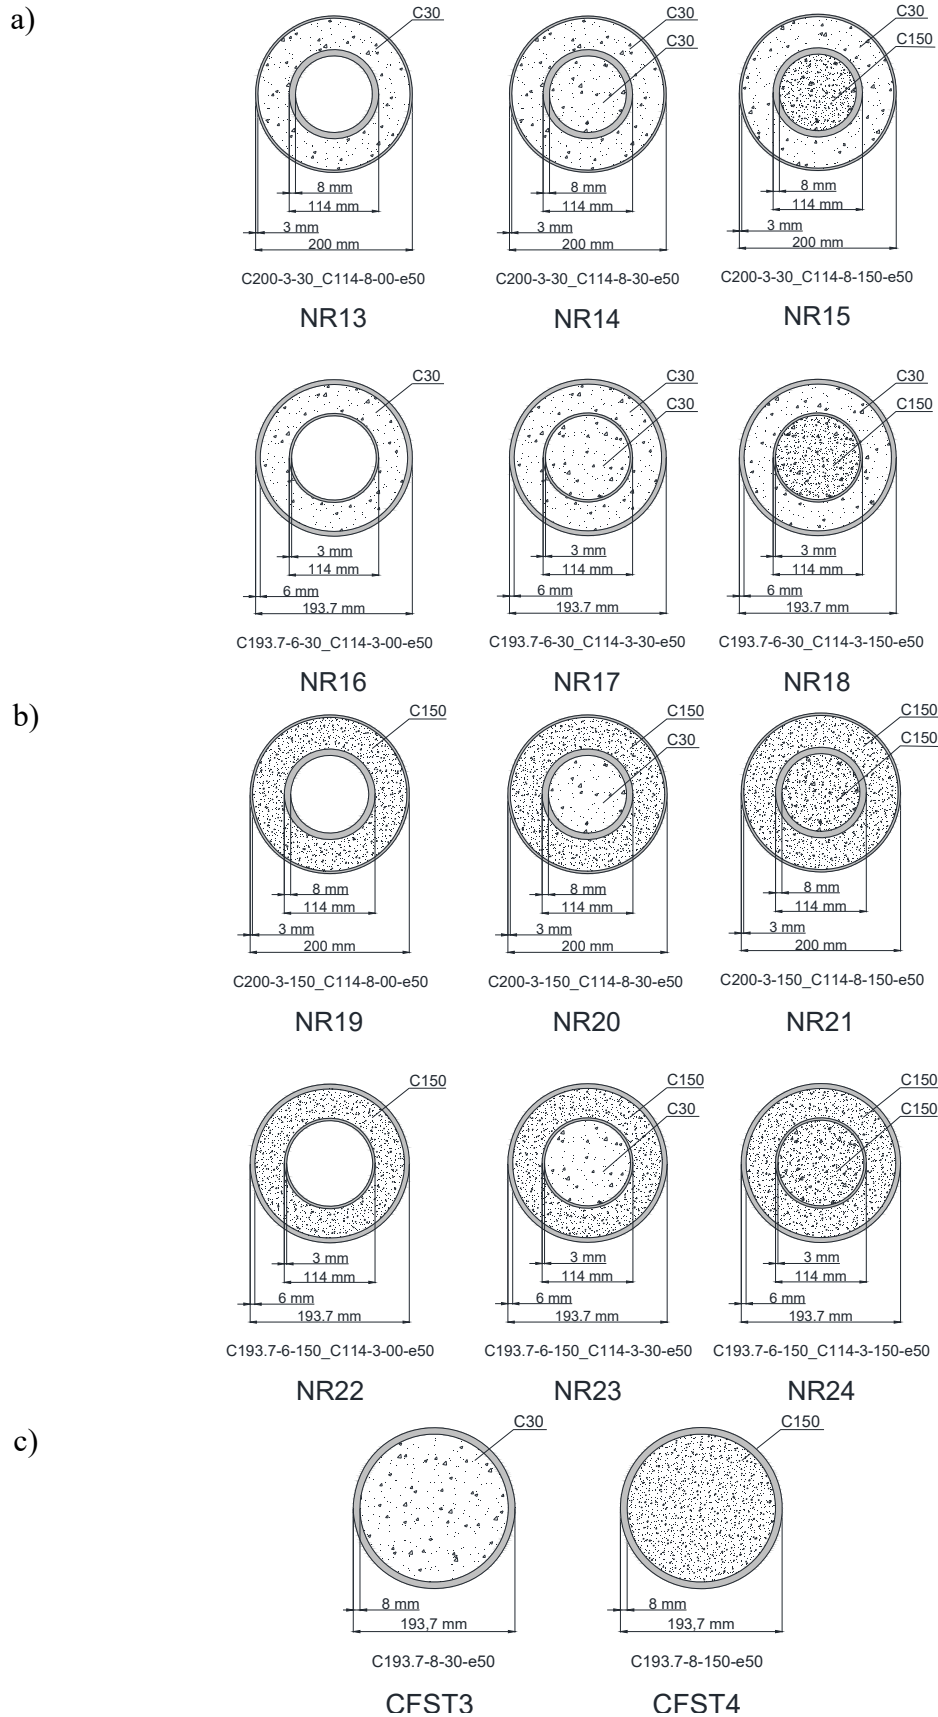 a)
C30 C30 C30
C30 C150
8 mm 8 mm 8 mm
114 mm 114 mm 114 mm
3 mm 3 mm 3 mm
200 mm 200 mm 200 mm
C200-3-30_C114-8-00-e50 C200-3-30_C114-8-30-e50 C200-3-30_C114-8-150-e50
NR13 NR14 NR15
C30 C30 C30
C30 C150
3 mm 3 mm 3 mm
114 mm 114 mm 114 mm
6 mm 6 mm 6 mm
193.7 mm 193.7 mm 193.7 mm
C193.7-6-30_C114-3-00-e50 C193.7-6-30_C114-3-30-e50 C193.7-6-30_C114-3-150-e50
NR16 NR17 NR18
b)
C150 C150 C150
C30 C150
8 mm 8 mm 8 mm
114 mm 114 mm 114 mm
3 mm 3 mm 3 mm
200 mm 200 mm 200 mm
C200-3-150_C114-8-00-e50 C200-3-150_C114-8-30-e50 C200-3-150_C114-8-150-e50
NR19 NR20 NR21
C150 C150 C150
C30 C150
3 mm 3 mm 3 mm
114 mm 114 mm 114 mm
6 mm 6 mm 6 mm
193.7 mm 193.7 mm 193.7 mm
C193.7-6-150_C114-3-00-e50 C193.7-6-150_C114-3-30-e50 C193.7-6-150_C114-3-150-e50
NR22 NR23 NR24
c)
C30 C150
8 mm 8 mm
193,7 mm 193,7 mm
C193.7-8-30-e50 C193.7-8-150-e50
CFST3 CFST4